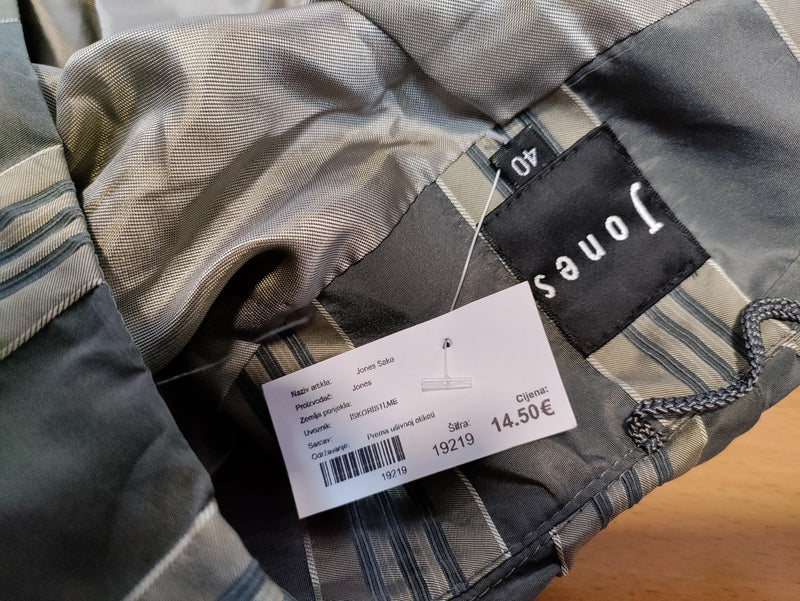 40
Jones
Naziv artikla: Jones Sako
Proizvođač: Jones
Zemlja porijekla:
Uvoznik: ISKORISTI.ME
Sastav:
Održavanje: Prema ušivnoj etiketi
19219
Šifra:
19219
Cijena:
14.50€